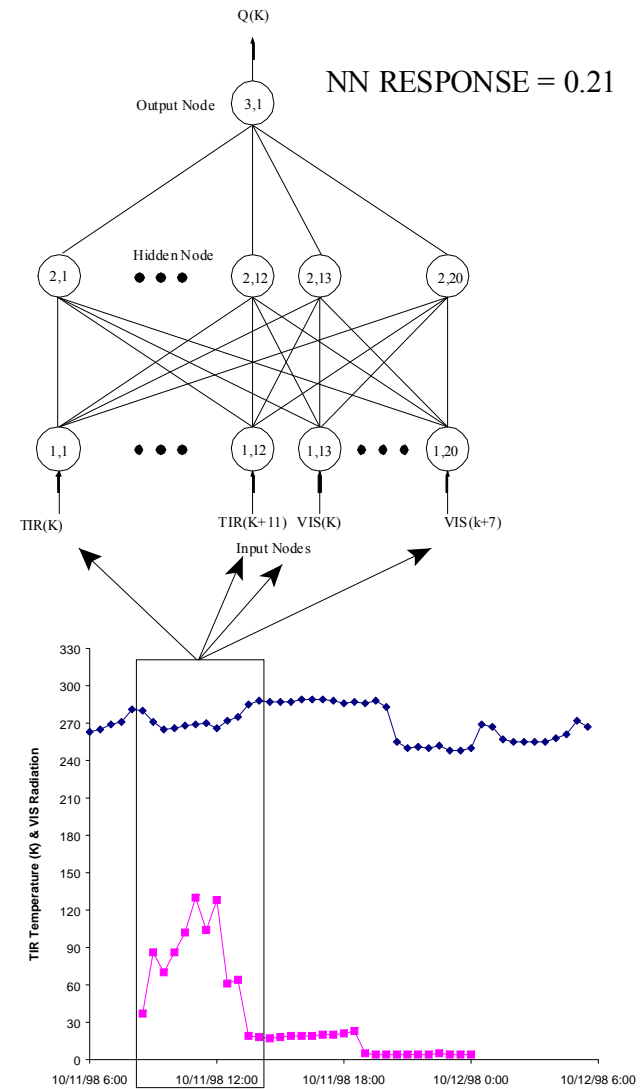 Q(K)
NN RESPONSE = 0.21
Output Node
3,1
Hidden Node
2,1
2,12
2,13
2,20
1,1
1,12
1,13
1,20
TIR(K)
TIR(K+11)
VIS(K)
VIS(k+7)
Input Nodes
330
300
270
240
210
180
150
120
90
60
30
0
TIR Temperature (K) & VIS Radiation
10/11/98 6:00
10/11/98 12:00
10/11/98 18:00
10/12/98 0:00
10/12/98 6:00